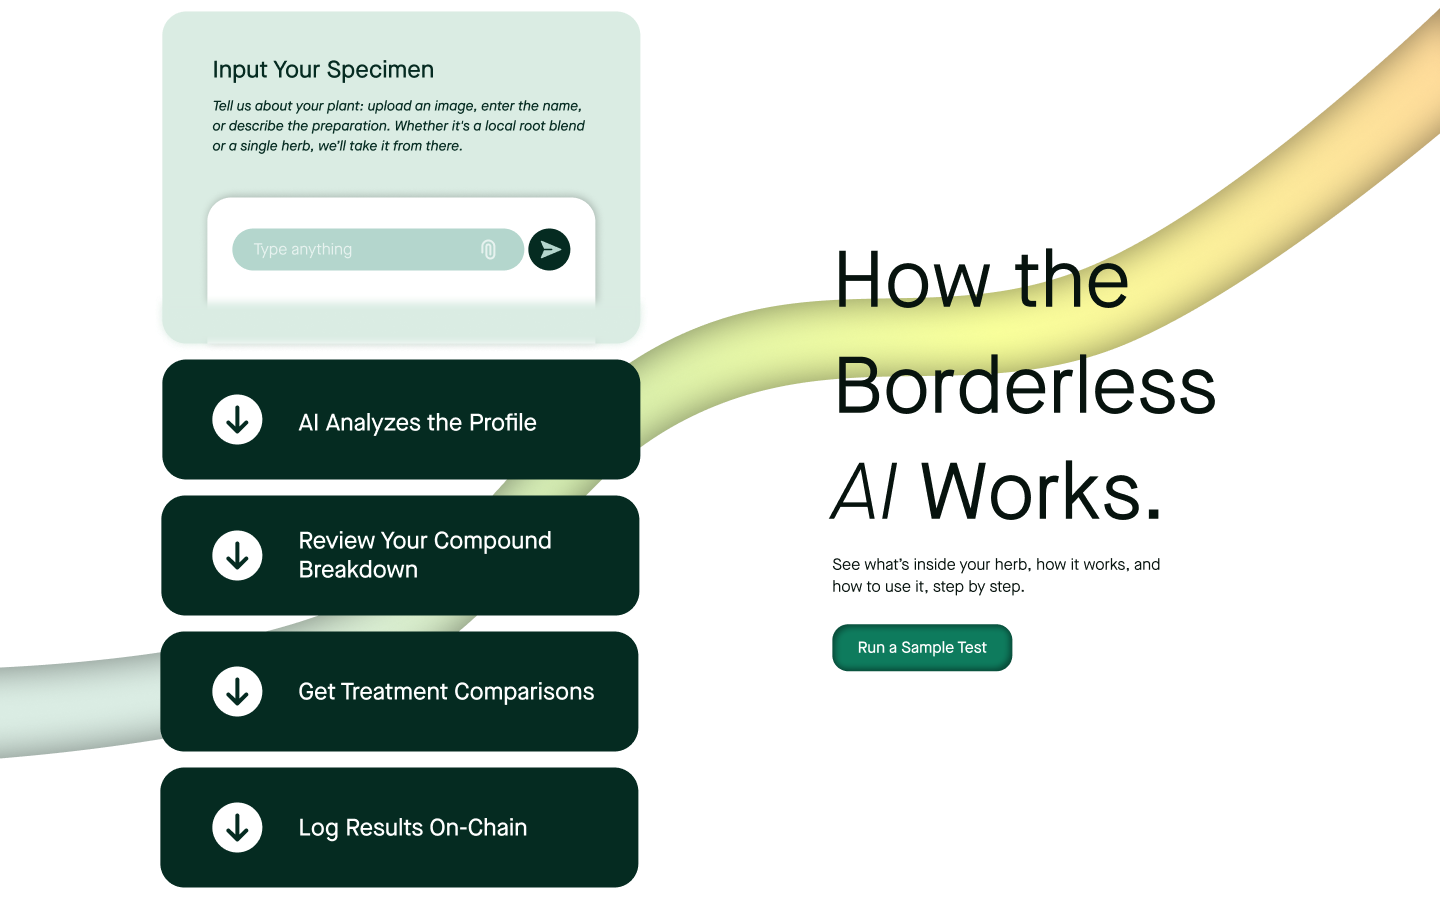 Input Your Specimen
Tell us about your plant: upload an image, enter the name,
or describe the preparation. Whether it's a local root blend
or a single herb, we’ll take it from there.
Type anything
AI Analyzes the Profile
Review Your Compound
Breakdown
Get Treatment Comparisons
Log Results On-Chain
How the
Borderless
AI Works.
See what’s inside your herb, how it works, and
how to use it, step by step.
Run a Sample Test